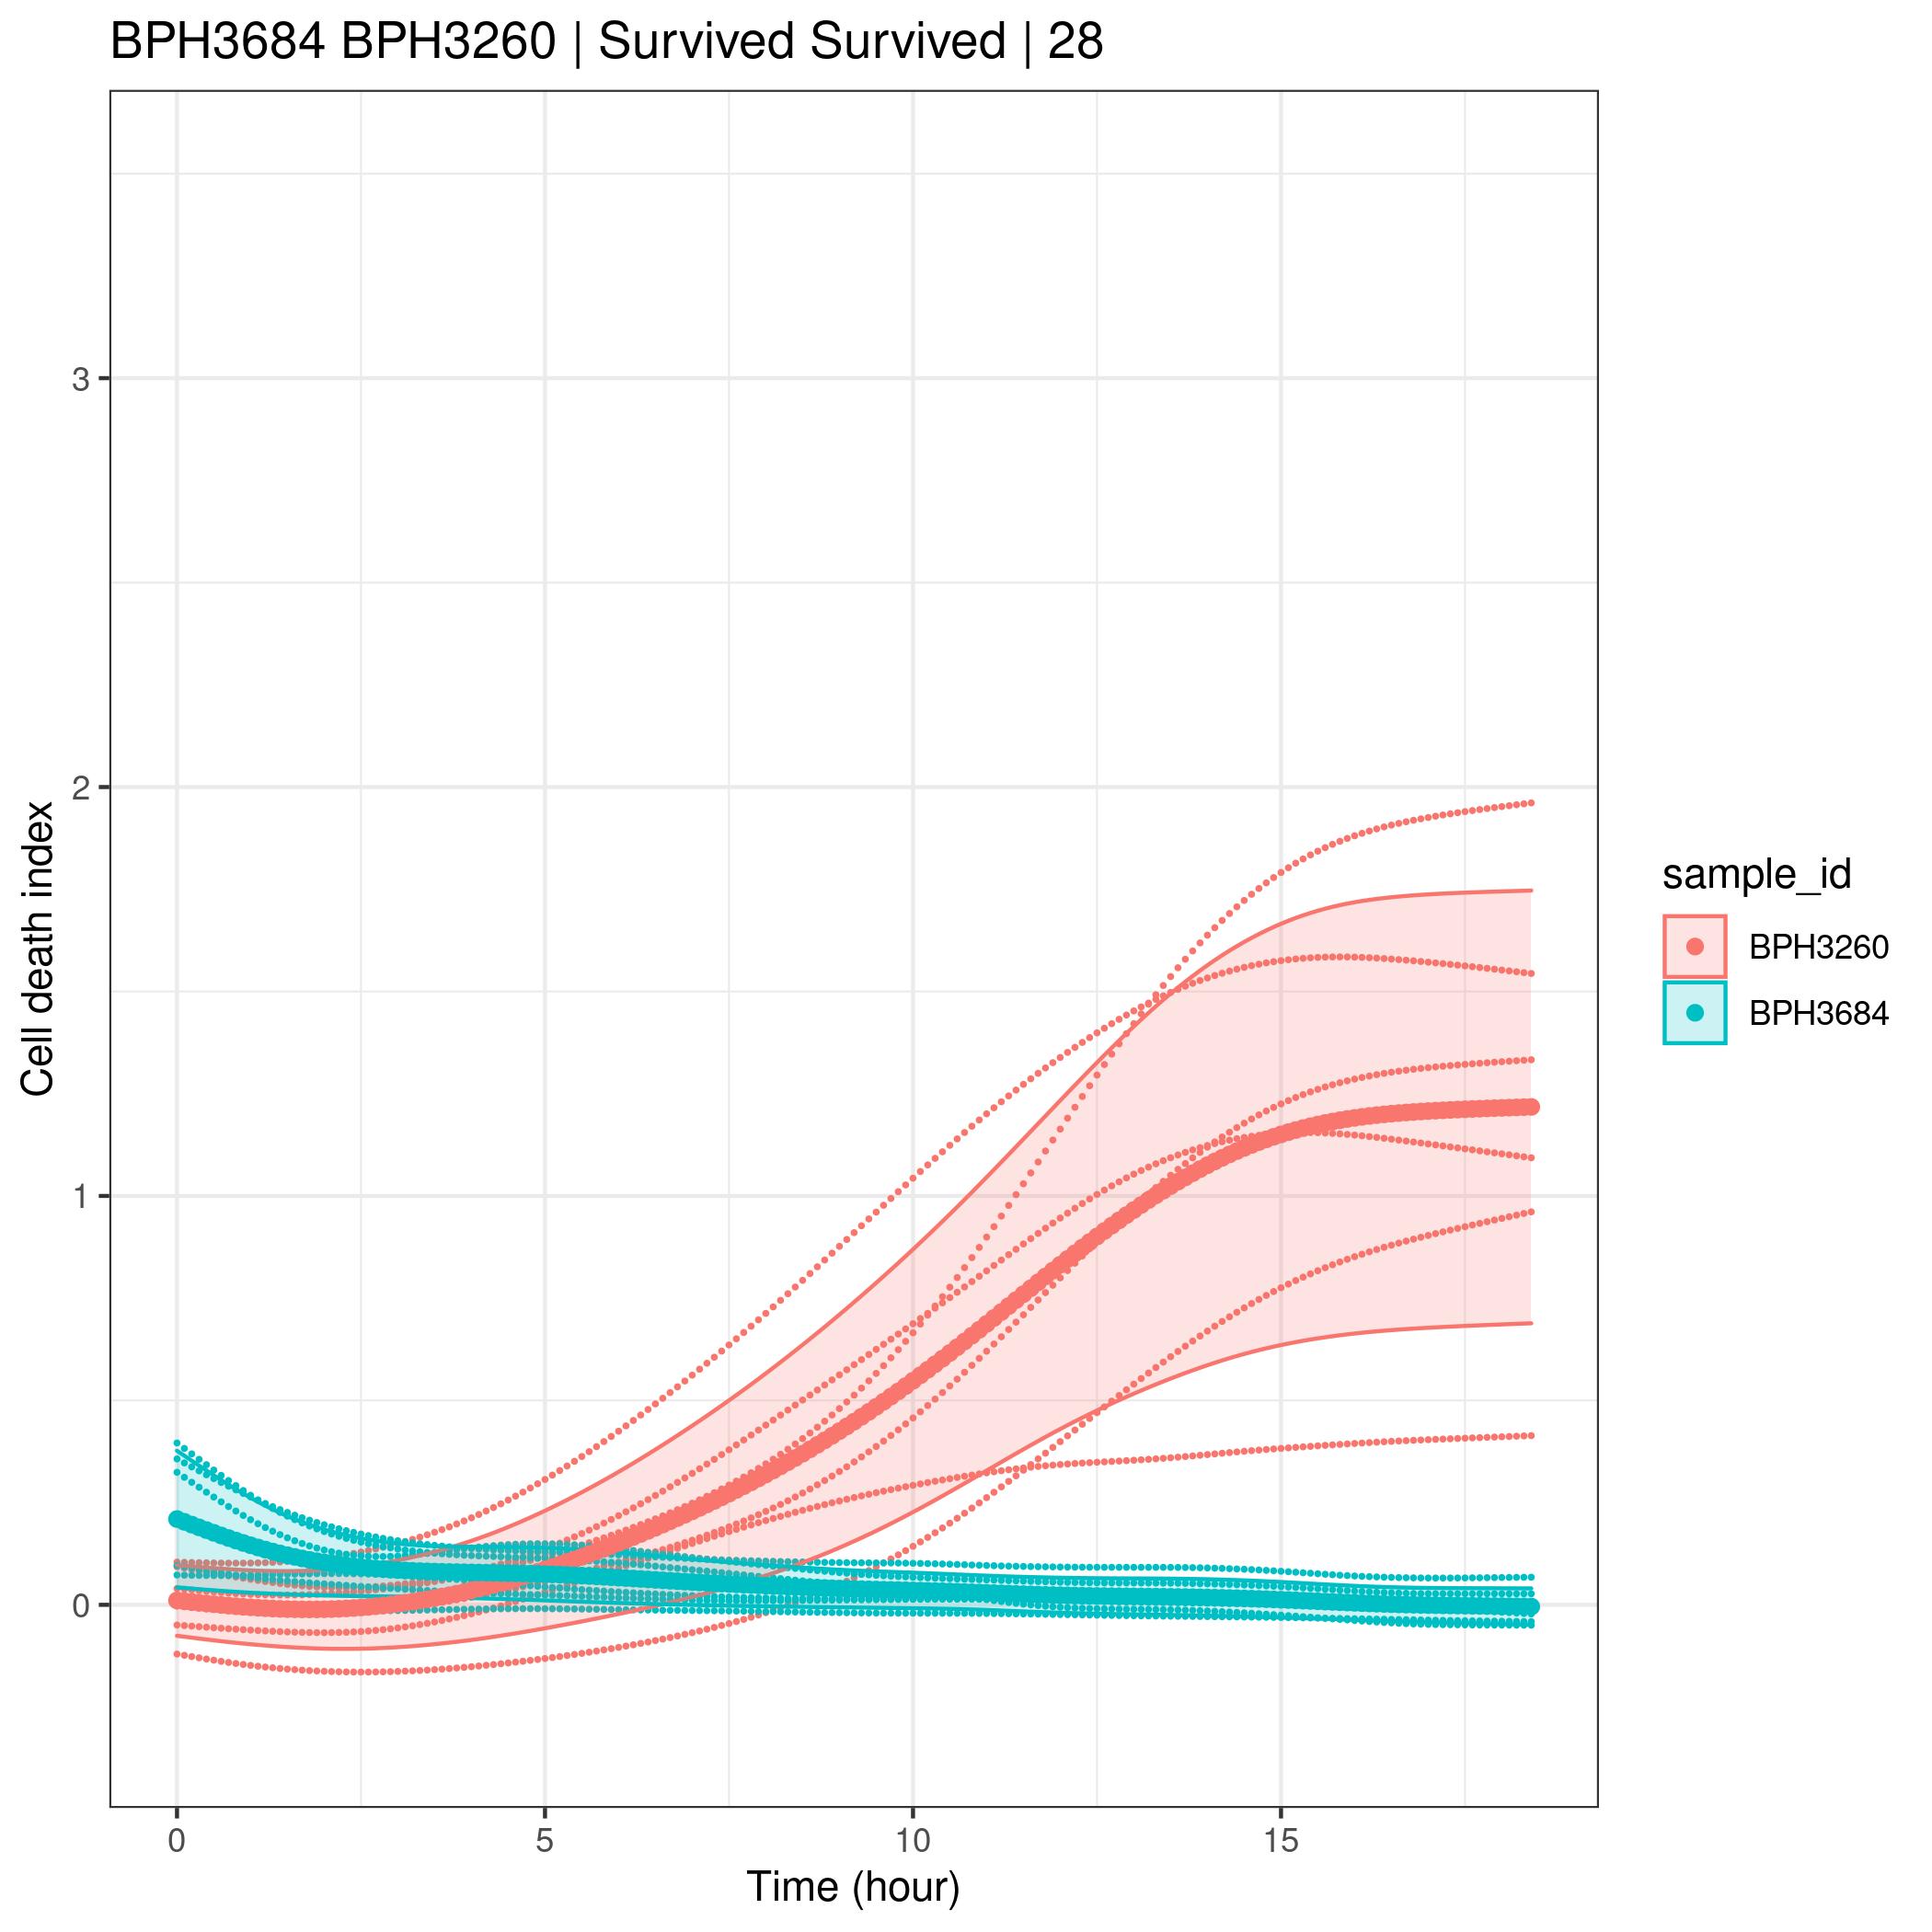 BPH3684 BPH3260 | Survived Survived | 28
3
2
1
0
Cell death index
0 5 10 15
Time (hour)
sample_id
BPH3260
BPH3684